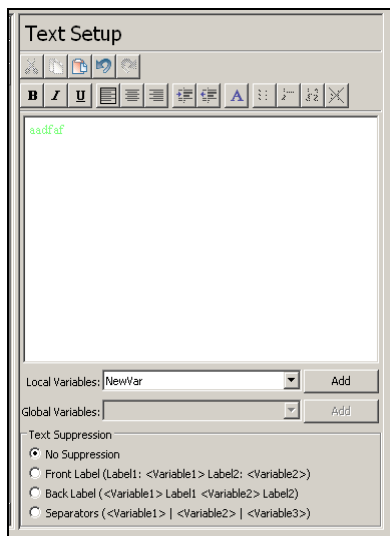 Text Setup
B I U A
aadfaf
Local Variables: NewVar Add
Global Variables: Add
Text Suppression
No Suppression
Front Label (Label1: <Variable1> Label2: <Variable2>)
Back Label (<Variable1> Label1 <Variable2> Label2)
Separators (<Variable1> | <Variable2> | <Variable3>)